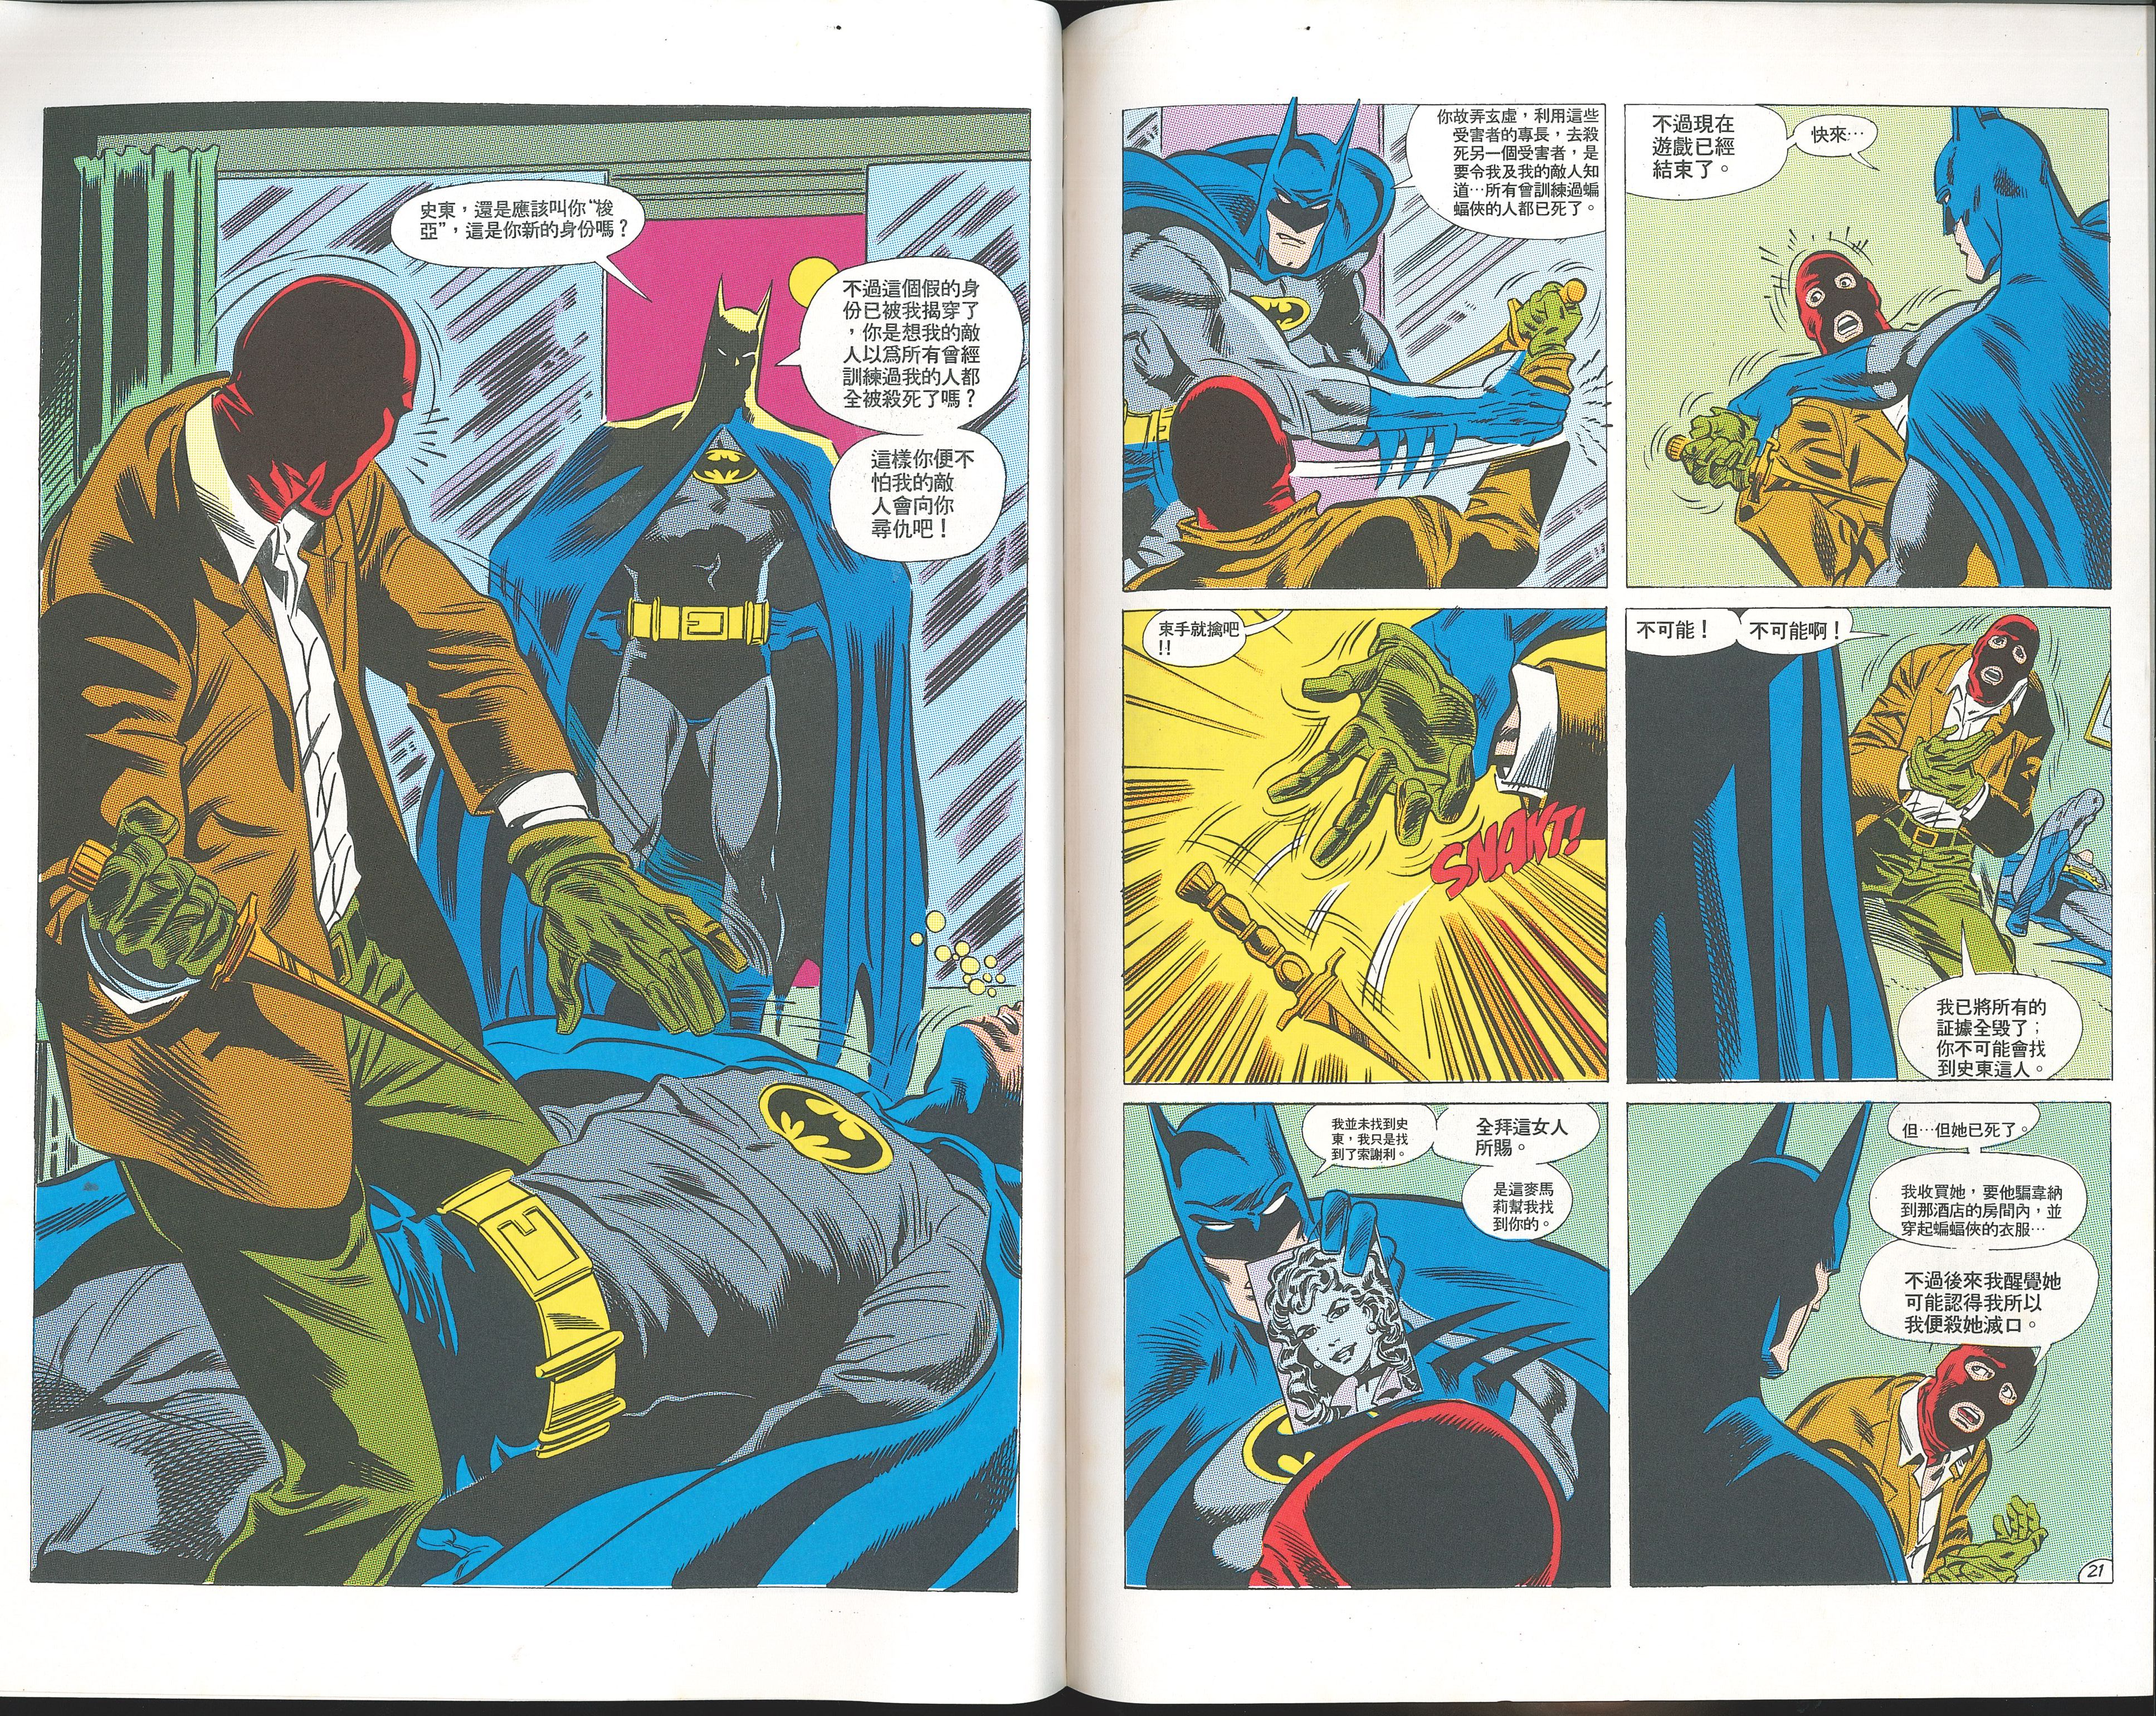 史東，還是應該叫你“梭
亞”，這是你新的身份嗎？
不過這個假的身
份已被我揭穿了
，你是想我的敵
人以爲所有曾經
訓練過我的人都
全被殺死了嗎？
這樣你便不
怕我的敵
人會向你
尋仇吧！
你故弄玄虛，利用這些
受害者的專長，去殺
死另一個受害者，是
要令我及我的敵人知
道…所有曾訓練過蝙
蝠俠的人都已死了。
不過現在
遊戲已經
結束了。
快來…
束手就擒吧
!!
SNAKT!
不可能！
不可能啊！
我已將所有的
証據全毀了；
你不可能會找
到史東這人。
我並未找到史
東，我只是找
到了索謝利。
全拜這女人
所賜。
是這麥馬
莉幫我找
到你的。
但…但她已死了。
我收買她，要他騙韋納
到那酒店的房間內，並
穿起蝙蝠俠的衣服…
不過後來我醒覺她
可能認得我所以
我便殺她滅口。
21